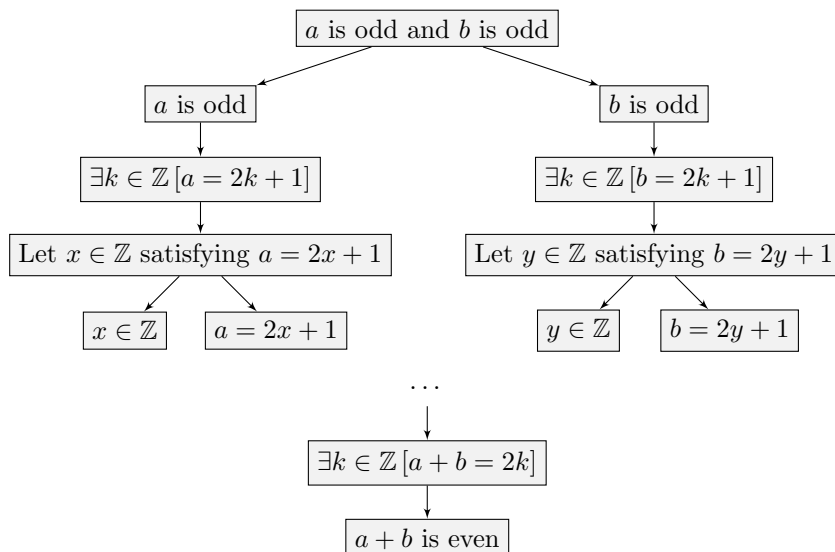 a is odd and b is odd
a is odd
b is odd
∃k ∈ ℤ [a = 2k + 1]
∃k ∈ ℤ [b = 2k + 1]
Let x ∈ ℤ satisfying a = 2x + 1
Let y ∈ ℤ satisfying b = 2y + 1
x ∈ ℤ
a = 2x + 1
y ∈ ℤ
b = 2y + 1
...
∃k ∈ ℤ [a + b = 2k]
a + b is even